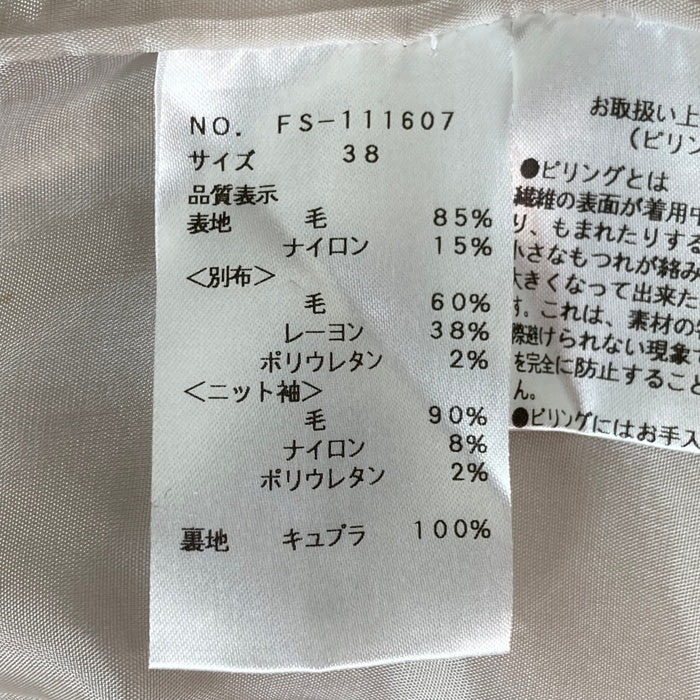 NO. FS-111607
サイズ 38
品質表示
表地 毛 85%
ナイロン 15%
<別布>
毛 60%
レーヨン 38%
ポリウレタン 2%
<ニット袖>
毛 90%
ナイロン 8%
ポリウレタン 2%
裏地 キュプラ 100%
お取扱い上
(ピリン
●ピリングとは
繊維の表面が着用中
り、もまれたりする
小さなもつれが絡み
大きくなって出来た
す。これは、素材の
際避けられない現象で
を完全に防止すること
ん。
●ピリングにはお手入